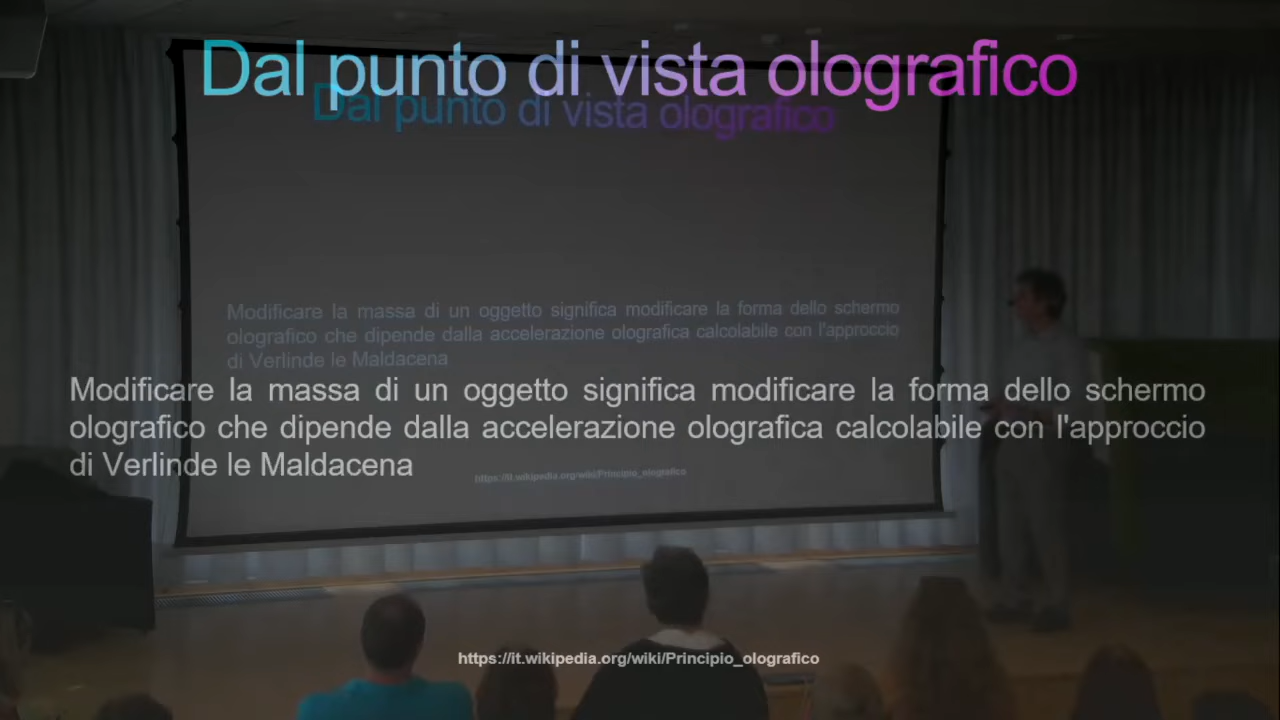 Dal punto di vista olografico
Dal punto di vista olografico
Modificare la massa di un oggetto significa modificare la forma dello schermo
olografico che dipende dalla accelerazione olografica calcolabile con l'approccio
di Verlinde le Maldacena
Modificare la massa di un oggetto significa modificare la forma dello schermo
olografico che dipende dalla accelerazione olografica calcolabile con l'approccio
di Verlinde le Maldacena
https://it.wikipedia.org/wiki/Principio_olografico
https://it.wikipedia.org/wiki/Principio_olografico